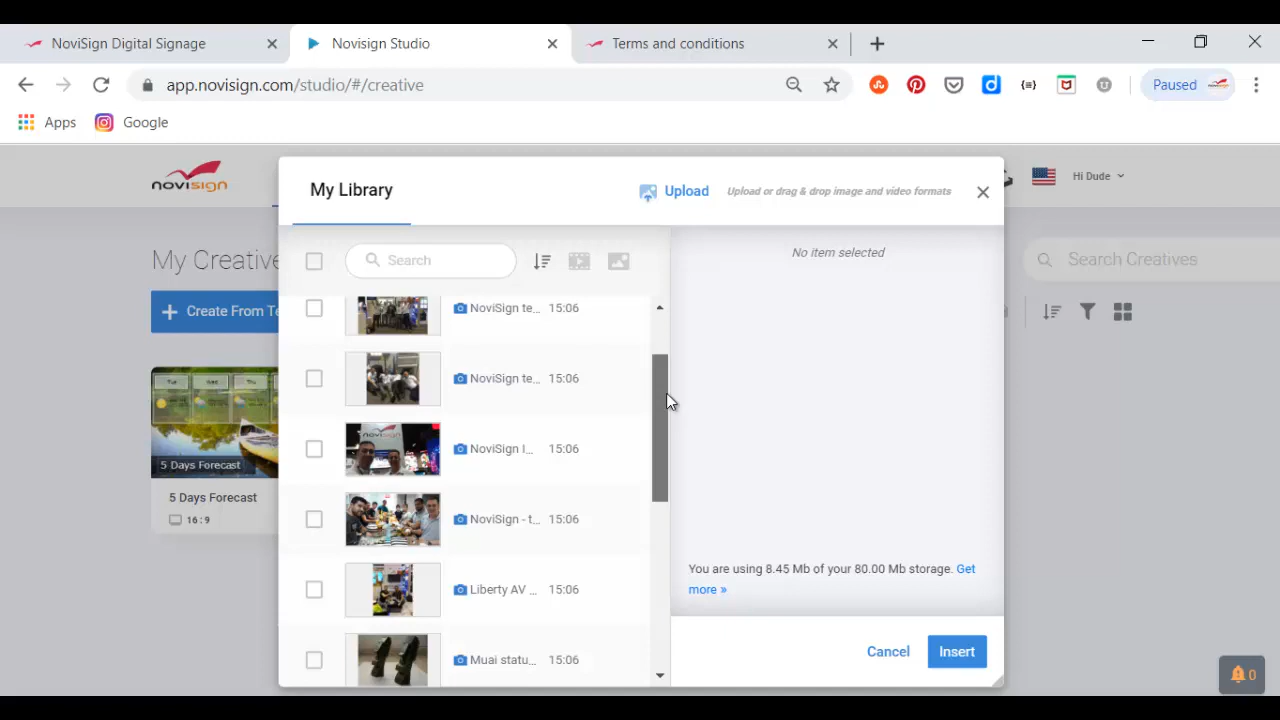 NoviSign Digital Signage
Novisign Studio
Terms and conditions
app.novisign.com/studio/#/creative
Paused
Apps
Google
novisign
Hi Dude
My Library
Upload
Upload or drag & drop image and video formats
My Creative
Search
No item selected
Search Creatives
Create From Te
NoviSign te... 15:06
NoviSign te... 15:06
NoviSign I... 15:06
NoviSign - t... 15:06
Liberty AV ... 15:06
Muai statu... 15:06
Tue Wed Thu
5 Days Forecast
5 Days Forecast
16:9
You are using 8.45 Mb of your 80.00 Mb storage. Get
more »
Cancel
Insert
0